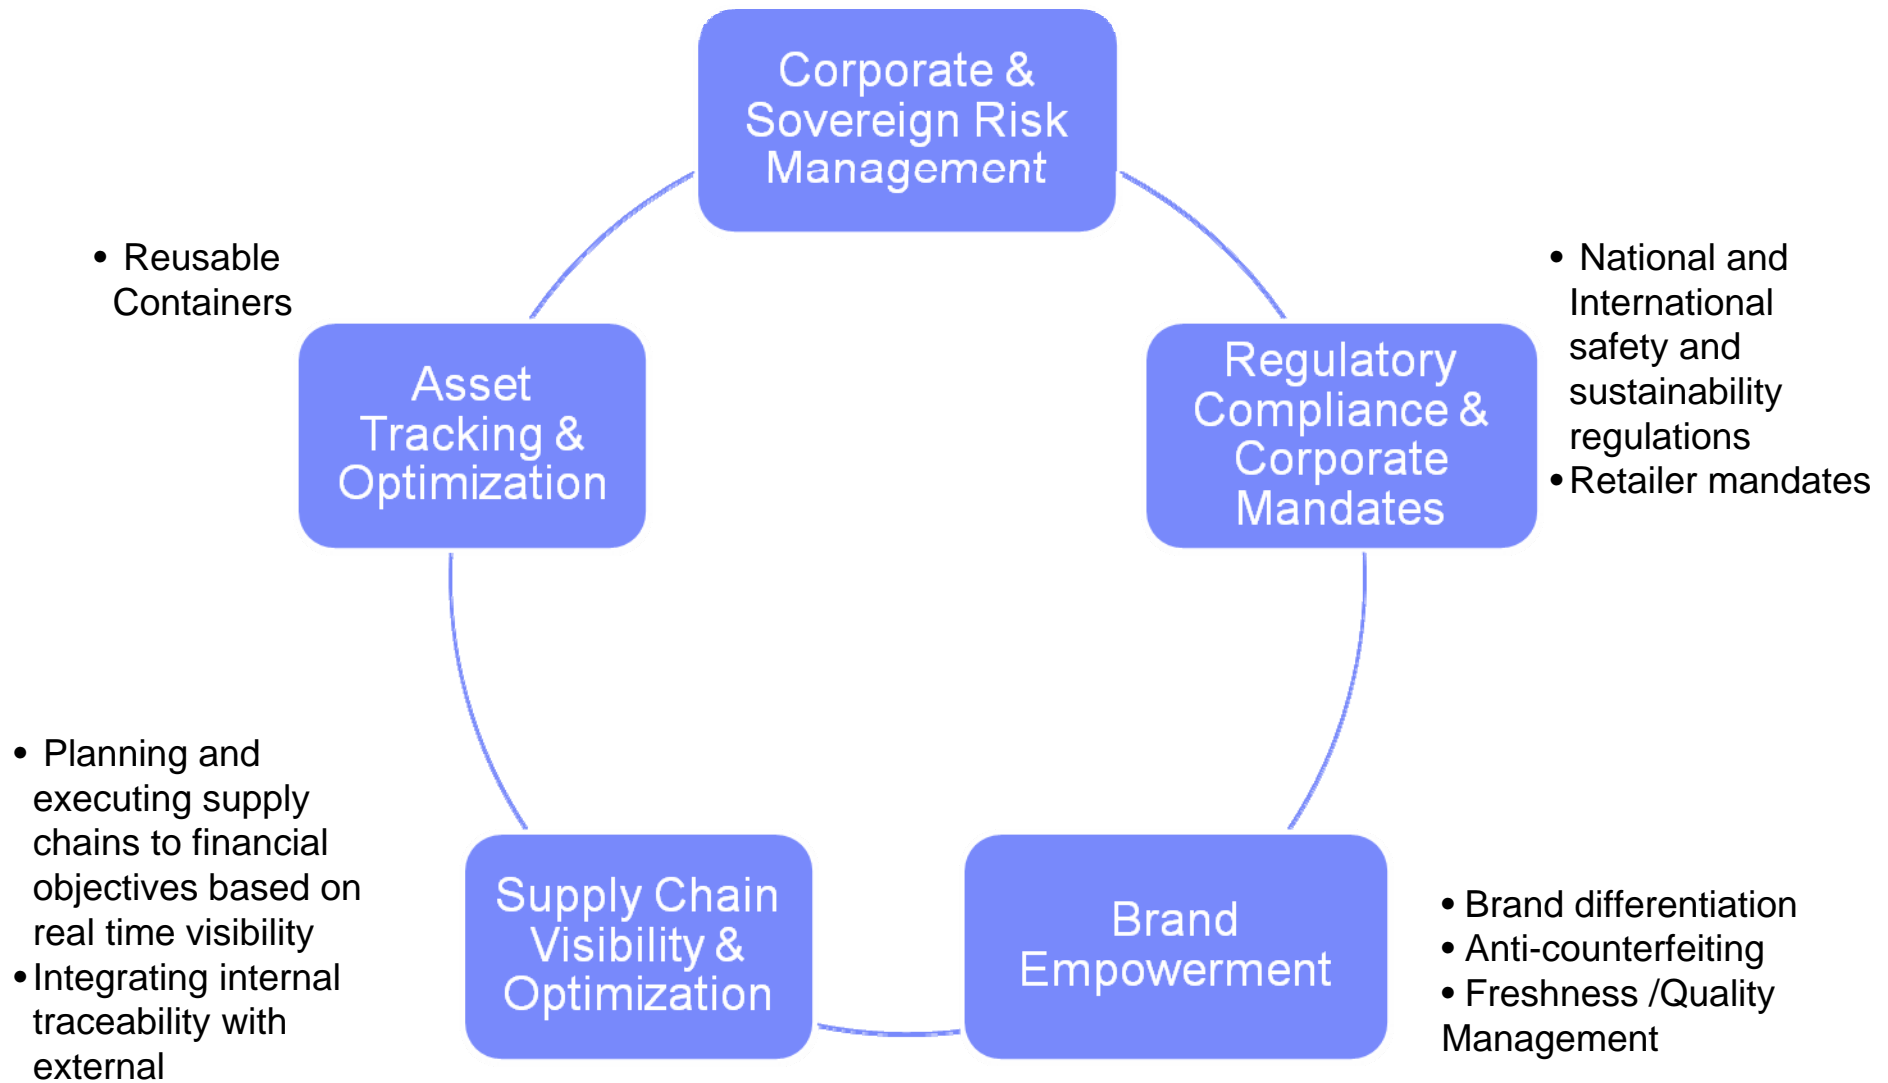 Corporate &
Sovereign Risk
Management
• Reusable
Containers
Asset
Tracking &
Optimization
Regulatory
Compliance &
Corporate
Mandates
• National and
International
safety and
sustainability
regulations
• Retailer mandates
• Planning and
executing supply
chains to financial
objectives based on
real time visibility
• Integrating internal
traceability with
external
Supply Chain
Visibility &
Optimization
Brand
Empowerment
• Brand differentiation
• Anti-counterfeiting
• Freshness /Quality
Management